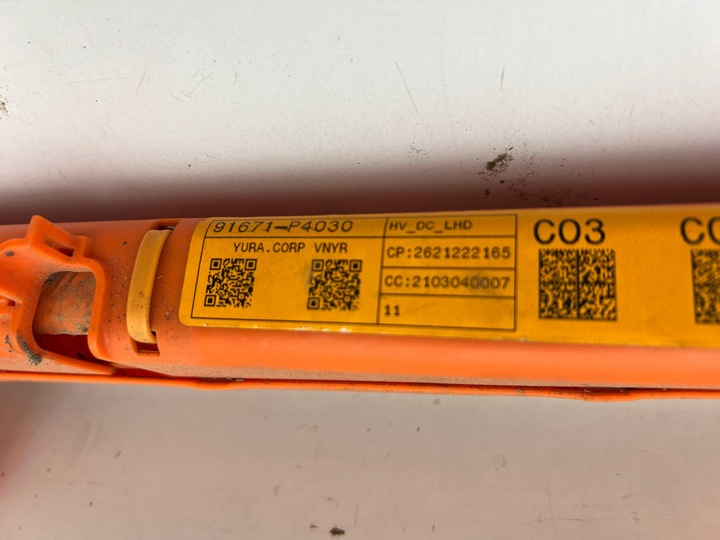 91671-P4030
YURA.CORP VNYR
HV_DC_LHD
CP:2621222165
CC:2103040007
11
C03